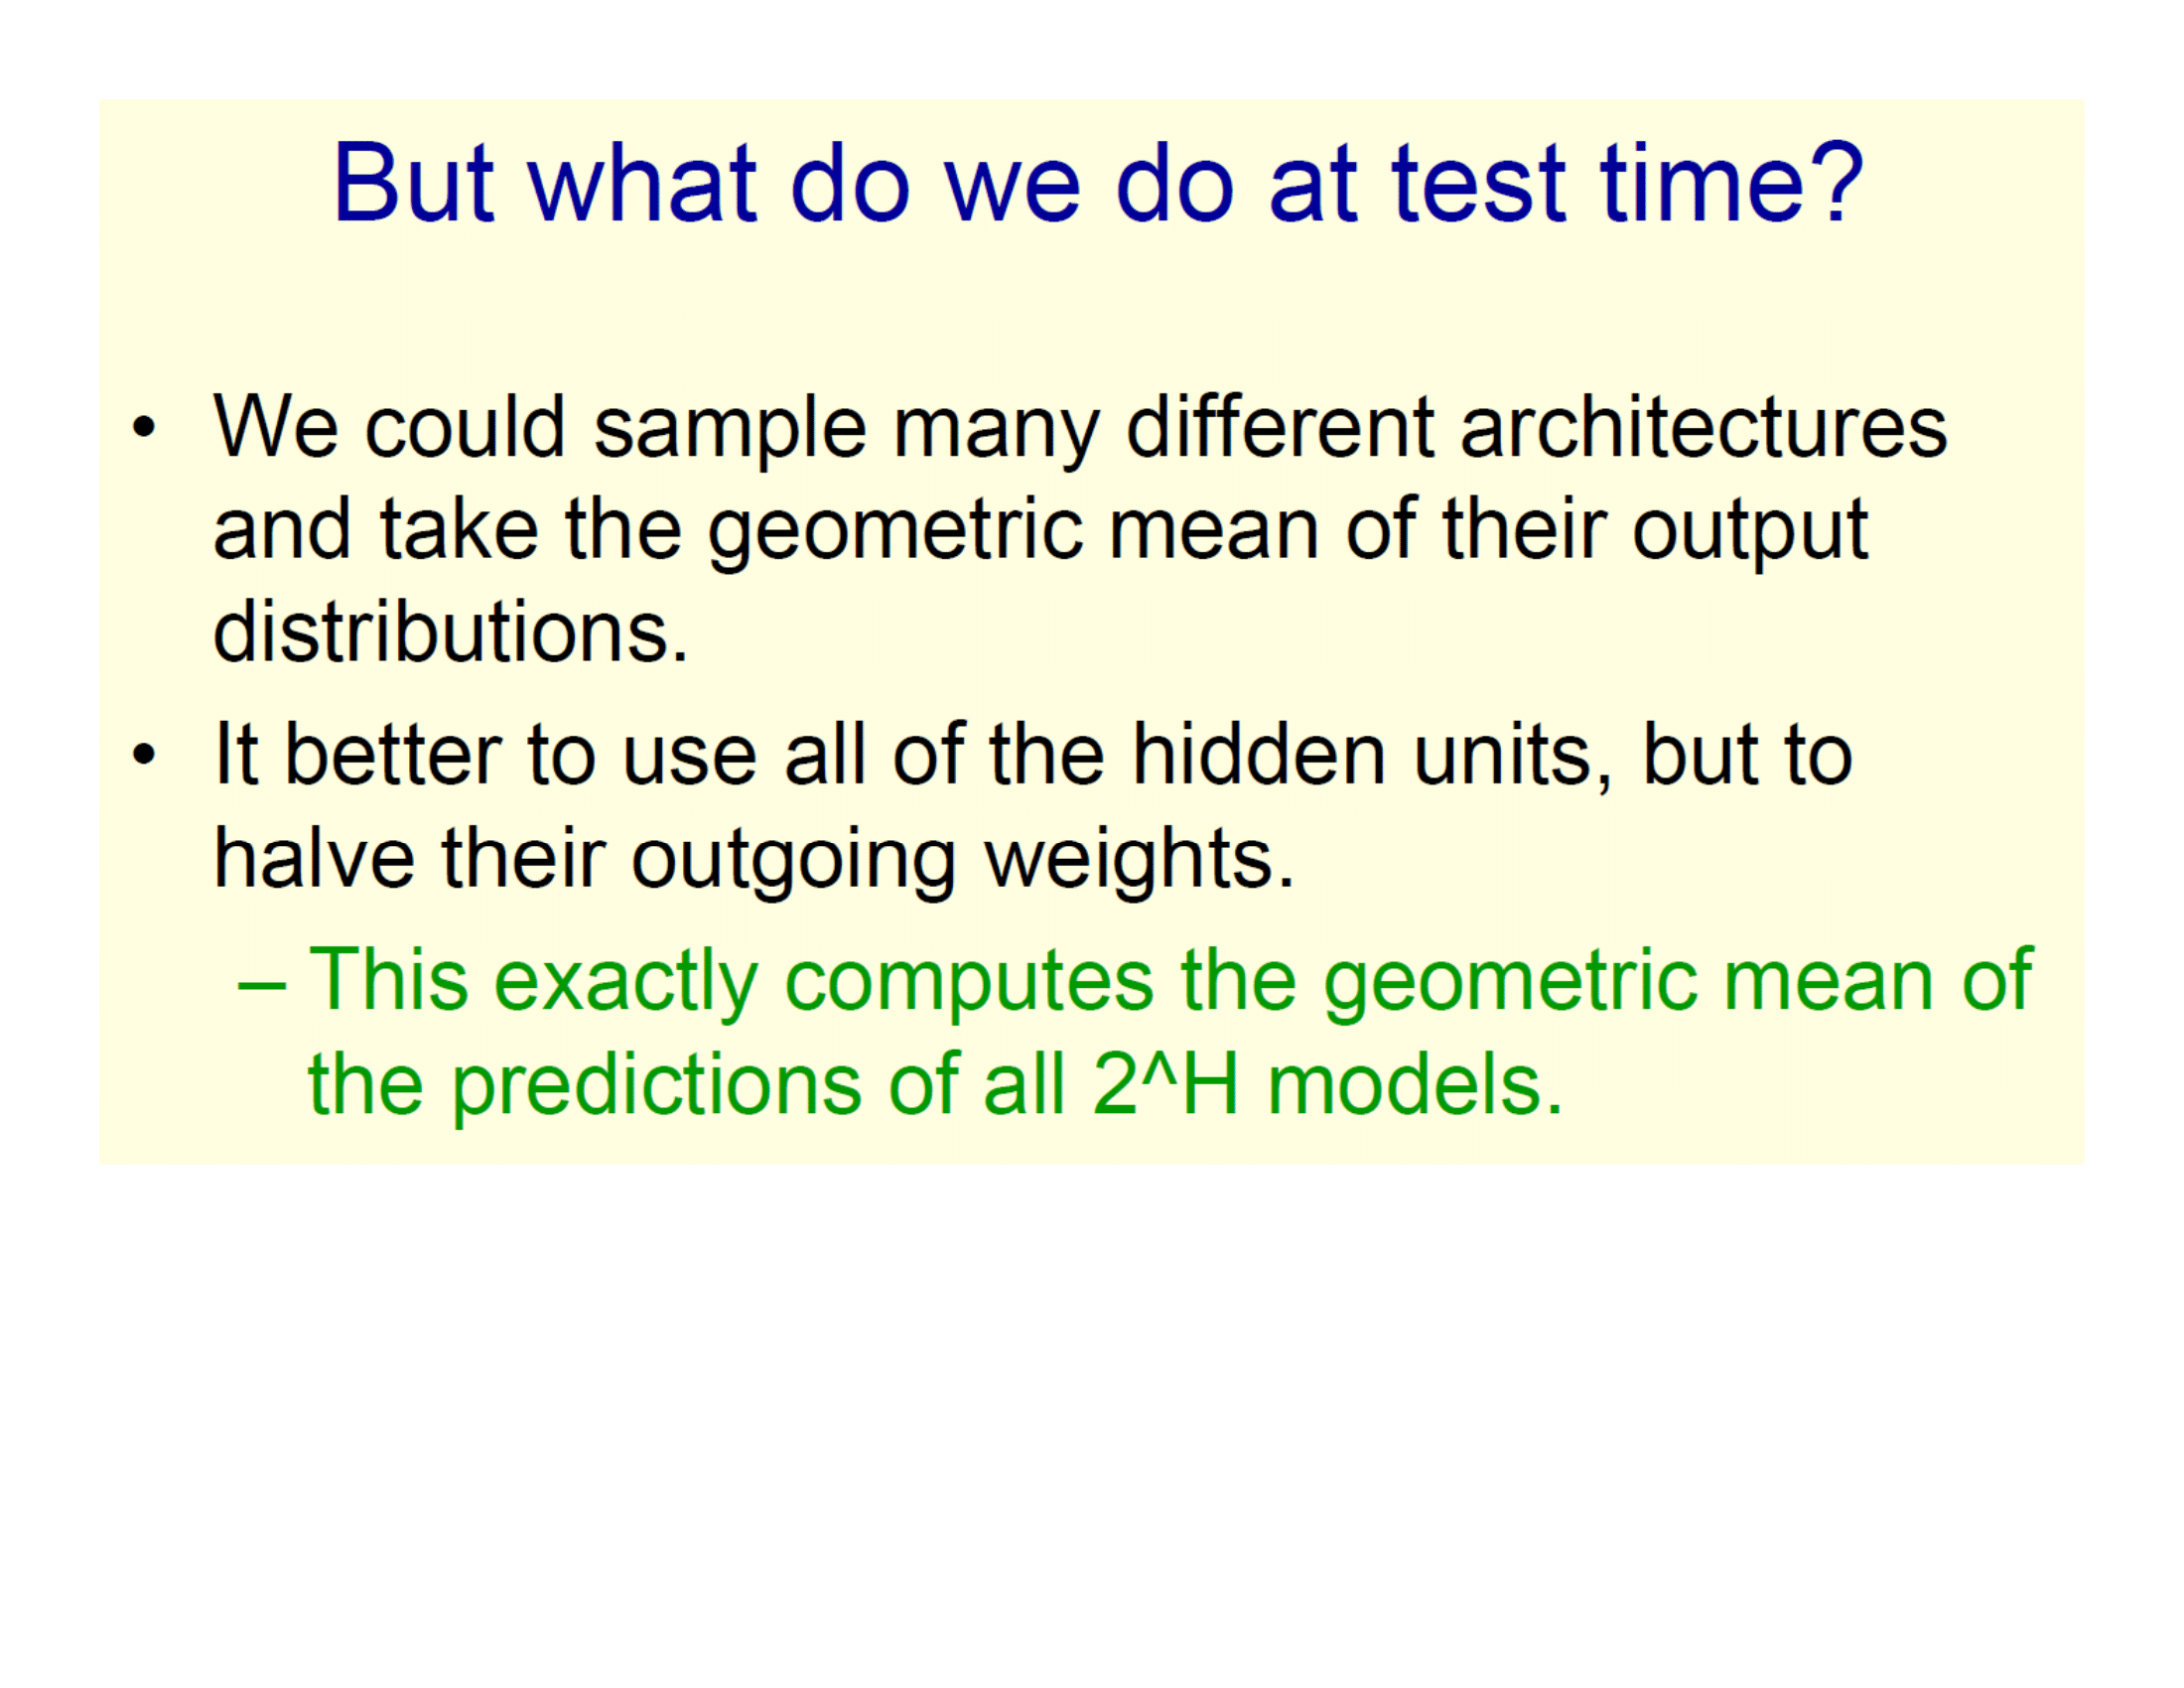 But what do we do at test time?
• We could sample many different architectures
and take the geometric mean of their output
distributions.
• It better to use all of the hidden units, but to
halve their outgoing weights.
– This exactly computes the geometric mean of
the predictions of all 2^H models.